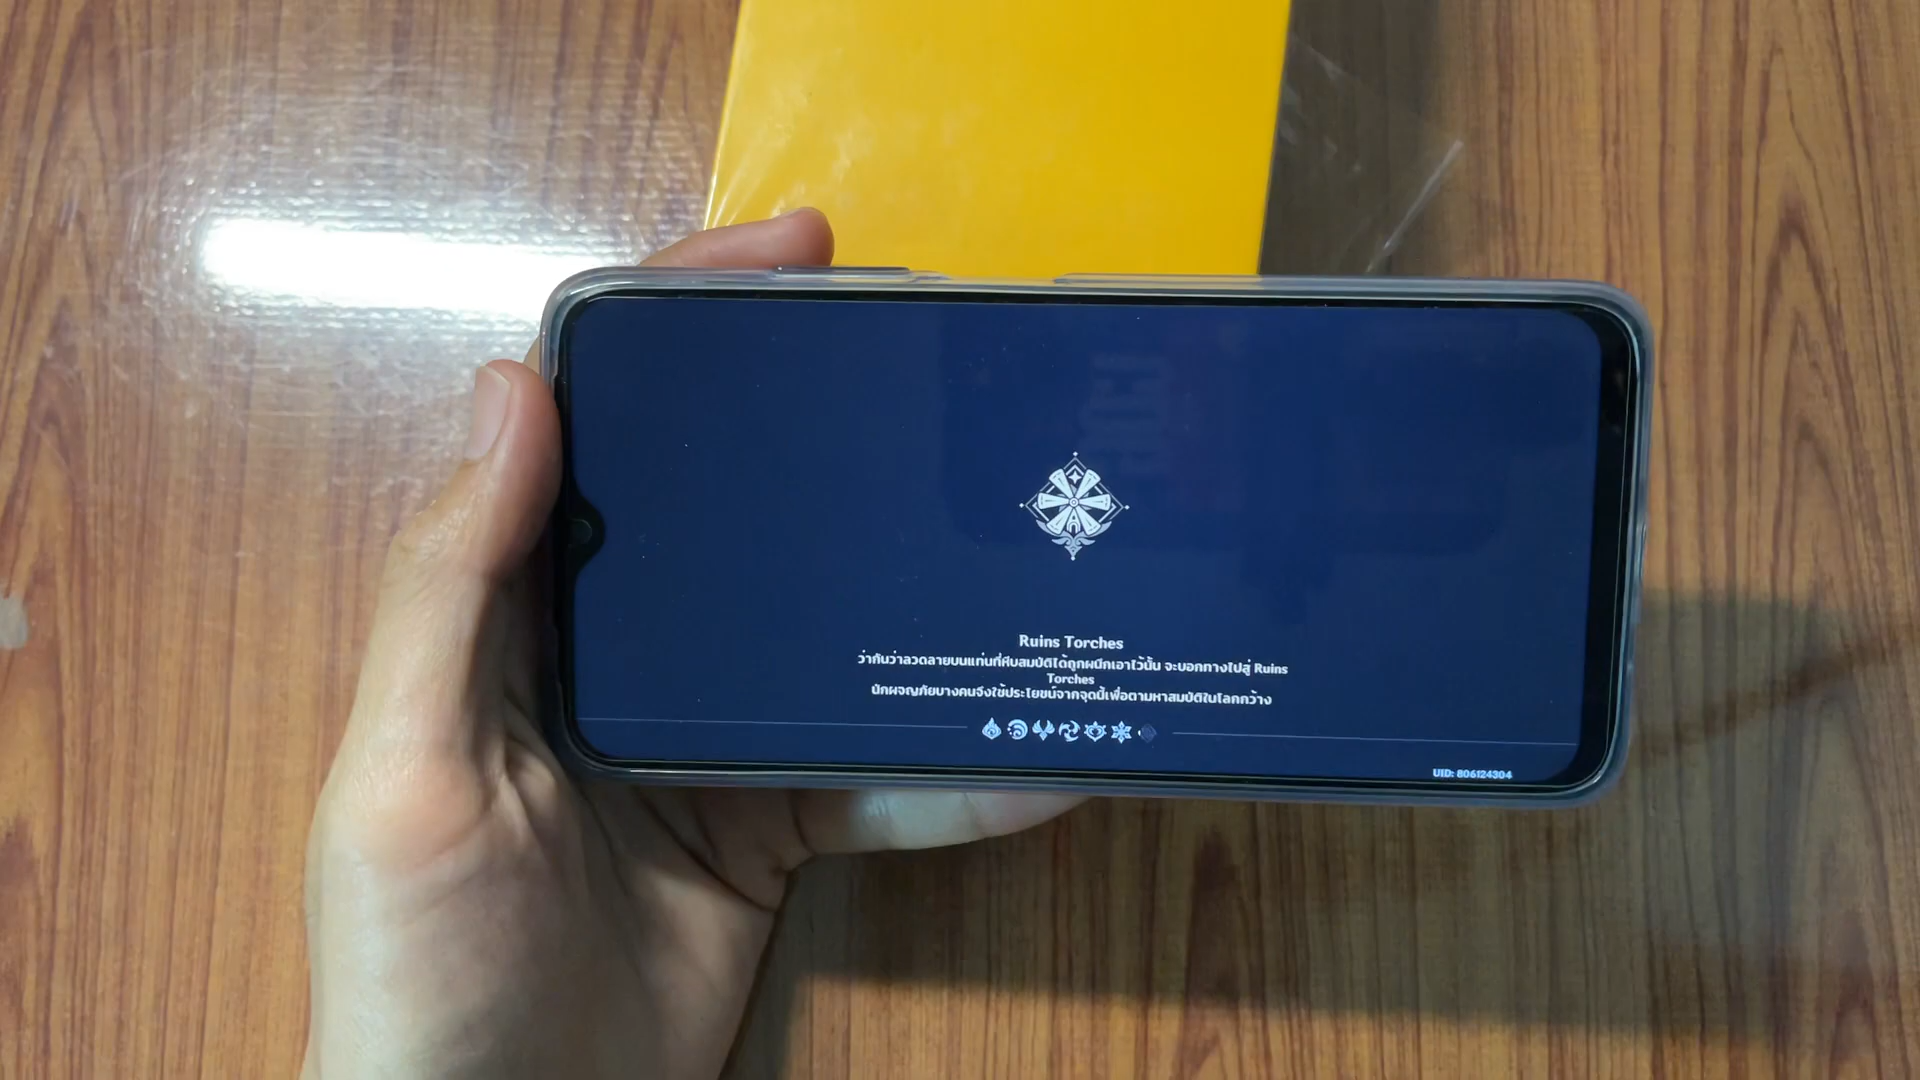 Ruins Torches
ว่ากันว่าลวดลายบนแท่นที่หีบสมบัติได้ถูกผนึกเอาไว้นั้น จะบอกทางไปสู่ Ruins
Torches
นักผจญภัยบางคนจึงใช้ประโยชน์จากจุดนี้เพื่อตามหาสมบัติในโลกกว้าง
UID: 806124304